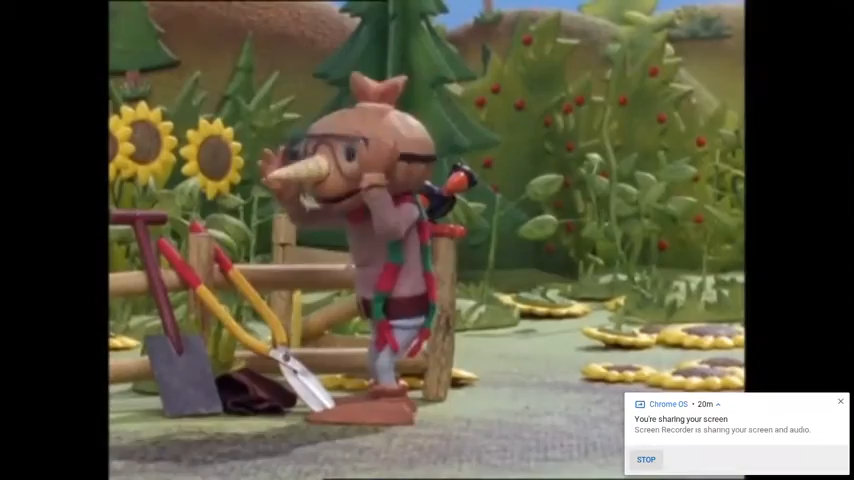 Chrome OS • 20m
You're sharing your screen
Screen Recorder is sharing your screen and audio.
STOP